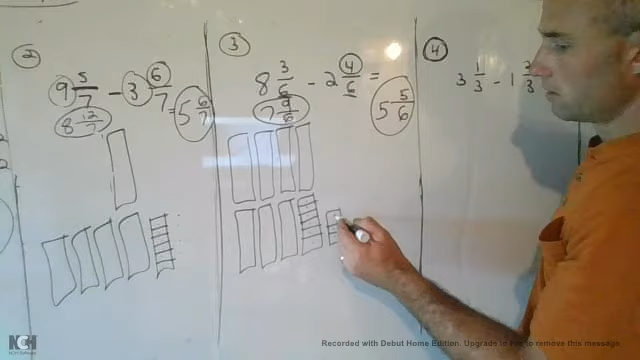 ②
9 5/7 - 3 6/7 = 5 6/7
8 12/7
③
8 3/6 - 2 4/6 =
7 9/6
5 5/6
④
3 1/3 - 1 2/3
NCH
Recorded with Debut Home Edition. Upgrade to Pro to remove this message